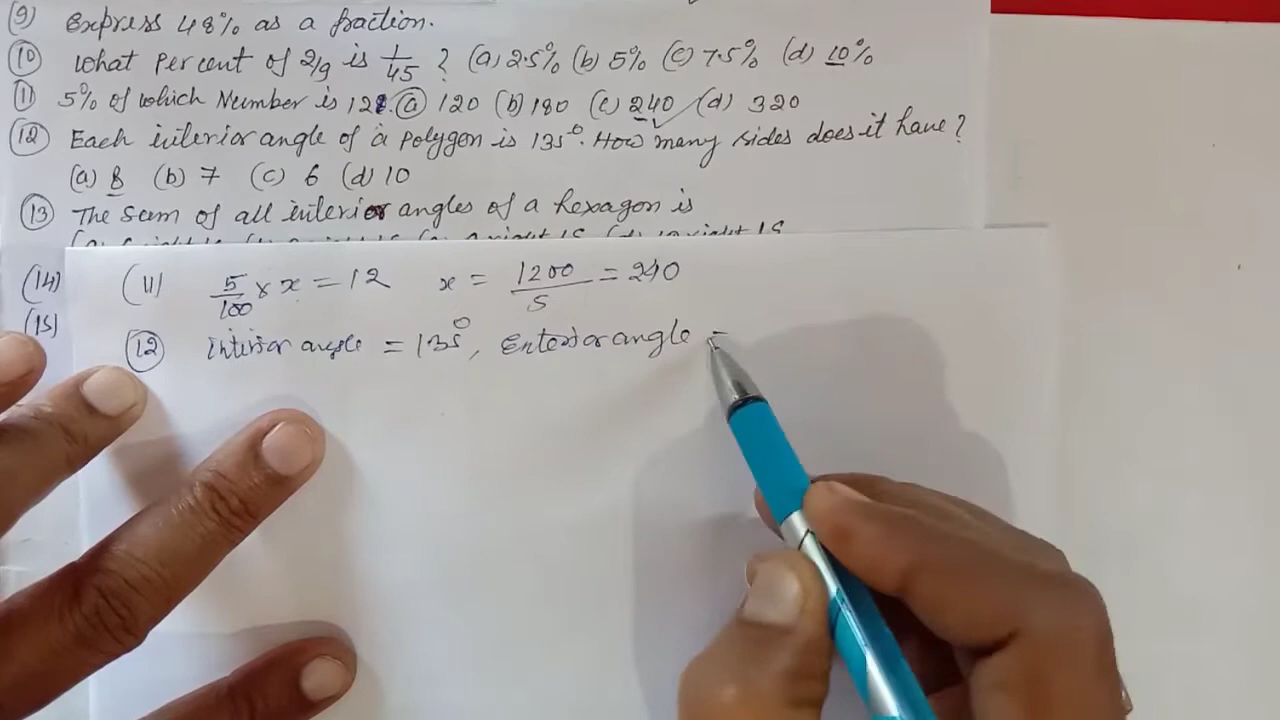 (9) Express 48% as a fraction.
(10) What Percent of 2/9 is 1/45 ? (a) 2.5% (b) 5% (c) 7.5% (d) 10%
(11) 5% of which Number is 12. (a) 120 (b) 180 (c) 240 (d) 320
(12) Each interior angle of a polygon is 135°. How many sides does it have?
(a) 8 (b) 7 (c) 6 (d) 10
(13) The sum of all interior angles of a hexagon is
(14)
(15)
(11) 5/100 × x = 12 x = 1200/5 = 240
(12) Interior angle = 135°, Exterior angle =